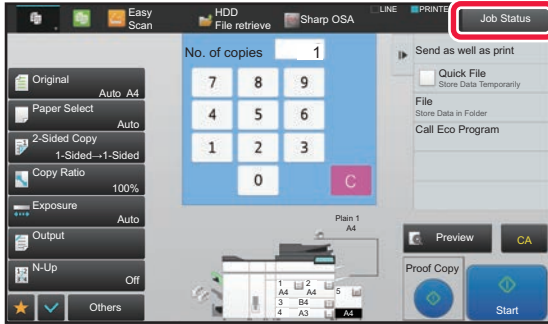 Easy
Scan
HDD
File retrieve
Sharp OSA
LINE
PRINTE
Job Status
No. of copies
1
Original
Auto A4
Paper Select
Auto
2-Sided Copy
1-Sided→1-Sided
Copy Ratio
100%
Exposure
Auto
Output
N-Up
Off
Others
7 8 9
4 5 6
1 2 3
0 C
Plain 1
A4
1 2
A4 A4 5
3 B4
4 A3 A4
Send as well as print
Quick File
Store Data Temporarily
File
Store Data in Folder
Call Eco Program
Preview
CA
Proof Copy
Start